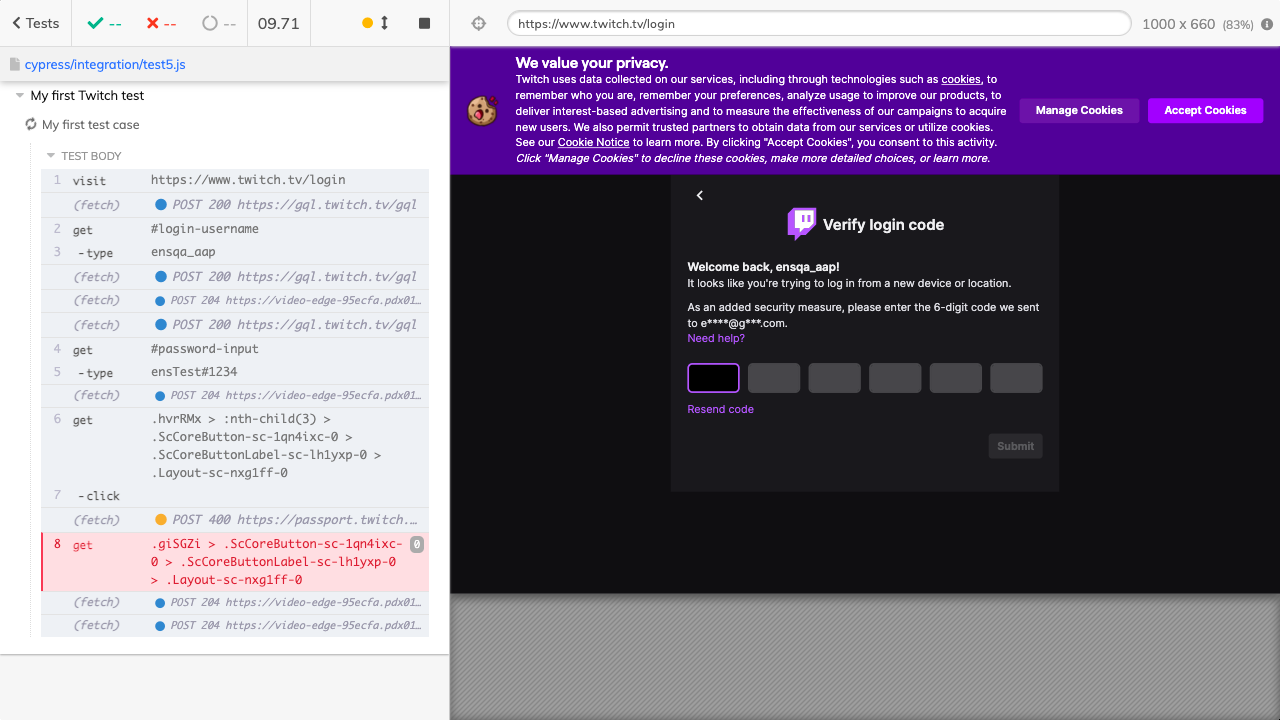 Tests
--
--
--
09.71
https://www.twitch.tv/login
1000 x 660 (83%)
cypress/integration/test5.js
My first Twitch test
My first test case
TEST BODY
1 visit https://www.twitch.tv/login
(fetch) POST 200 https://gql.twitch.tv/gql
2 get #login-username
3 -type ensqa_aap
(fetch) POST 200 https://gql.twitch.tv/gql
(fetch) POST 204 https://video-edge-95ecfa.pdx01…
(fetch) POST 200 https://gql.twitch.tv/gql
4 get #password-input
5 -type ensTest#1234
(fetch) POST 204 https://video-edge-95ecfa.pdx01…
6 get .hvrRMx > :nth-child(3) >
.ScCoreButton-sc-1qn4ixc-0 >
.ScCoreButtonLabel-sc-lh1yxp-0 >
.Layout-sc-nxg1ff-0
7 -click
(fetch) POST 400 https://passport.twitch.…
8 get .giSGZi > .ScCoreButton-sc-1qn4ixc- 0
0 > .ScCoreButtonLabel-sc-lh1yxp-0
> .Layout-sc-nxg1ff-0
(fetch) POST 204 https://video-edge-95ecfa.pdx01…
(fetch) POST 204 https://video-edge-95ecfa.pdx01…
We value your privacy.
Twitch uses data collected on our services, including through technologies such as cookies, to
remember who you are, remember your preferences, analyze usage to improve our products, to
deliver interest-based advertising and to measure the effectiveness of our campaigns to acquire
new users. We also permit trusted partners to obtain data from our services or utilize cookies.
See our Cookie Notice to learn more. By clicking "Accept Cookies", you consent to this activity.
Click "Manage Cookies" to decline these cookies, make more detailed choices, or learn more.
Manage Cookies
Accept Cookies
Verify login code
Welcome back, ensqa_aap!
It looks like you're trying to log in from a new device or location.
As an added security measure, please enter the 6-digit code we sent
to e****@g***.com.
Need help?
Resend code
Submit